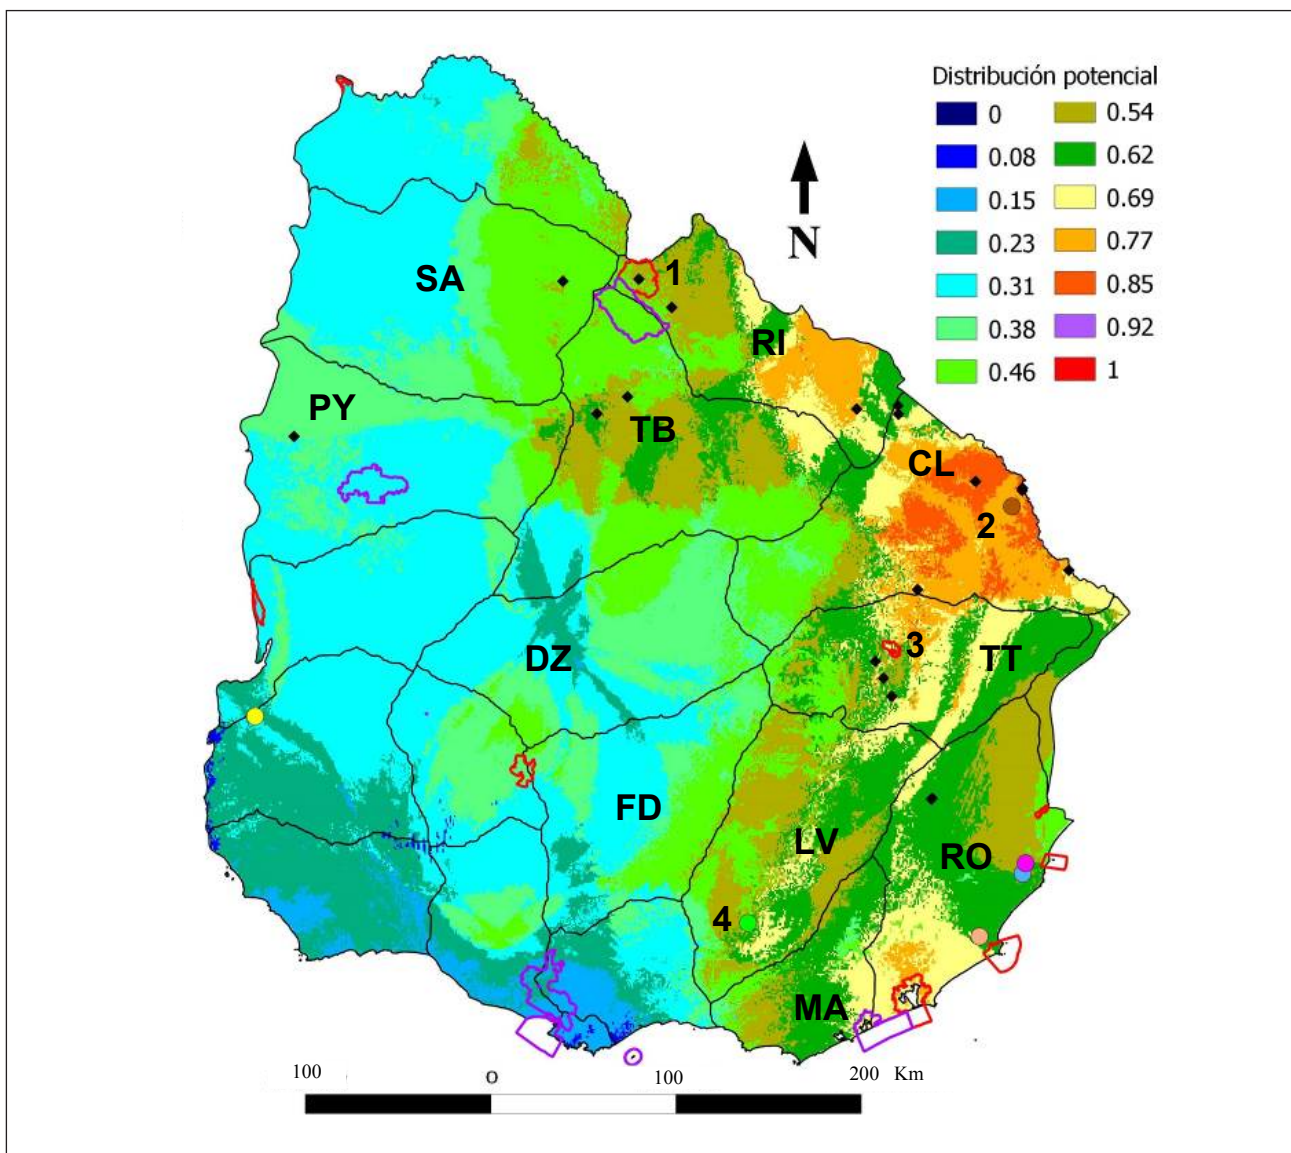 Distribución potencial
0 0.54
0.08 0.62
0.15 0.69
0.23 0.77
0.31 0.85
0.38 0.92
0.46 1
N
SA
1
RI
PY
TB
CL
2
3
DZ
TT
FD
LV
RO
4
MA
100 0 100 200 Km